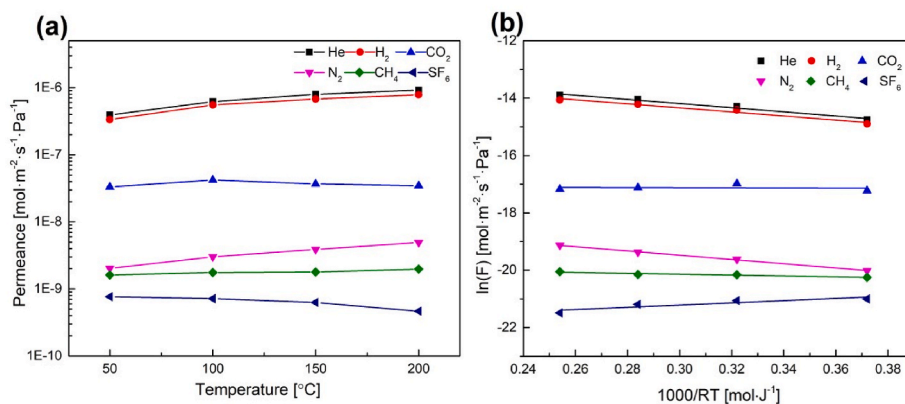 (a)
He H₂ CO₂
N₂ CH₄ SF₆
1E-6
1E-7
1E-8
1E-9
1E-10
Permeance [mol·m⁻²·s⁻¹·Pa⁻¹]
50 100 150 200
Temperature [°C]
(b)
-12
He H₂ CO₂
N₂ CH₄ SF₆
-14
-16
-18
-20
-22
ln(F) [mol·m⁻²·s⁻¹·Pa⁻¹]
0.24 0.26 0.28 0.30 0.32 0.34 0.36 0.38
1000/RT [mol·J⁻¹]